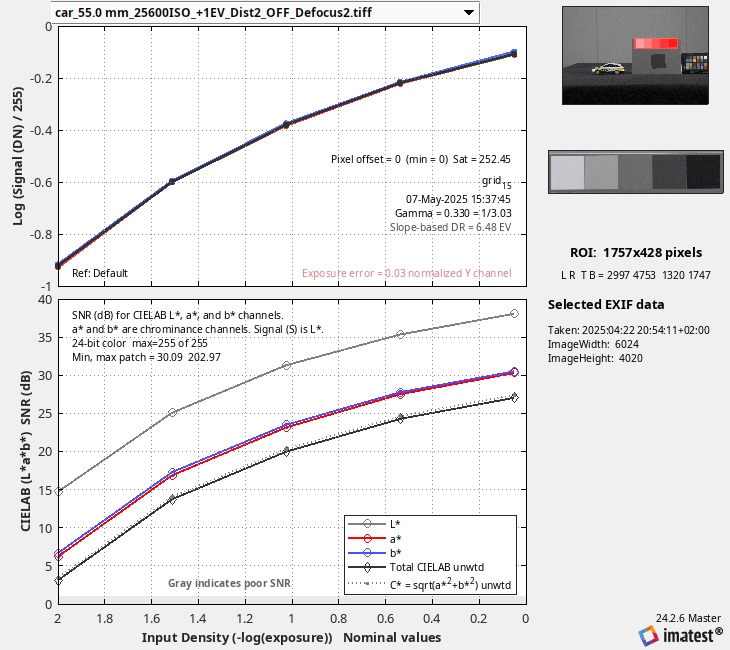 car_55.0 mm_25600ISO_+1EV_Dist2_OFF_Defocus2.tiff
0
-0.2
-0.4
-0.6
-0.8
-1
Log (Signal (DN) / 255)
Pixel offset = 0 (min = 0) Sat = 252.45
grid15
07-May-2025 15:37:45
Gamma = 0.330 = 1/3.03
Slope-based DR = 6.48 EV
Ref: Default
Exposure error = 0.03 normalized Y channel
ROI: 1757x428 pixels
L R T B = 2997 4753 1320 1747
Selected EXIF data
Taken: 2025:04:22 20:54:11+02:00
ImageWidth: 6024
ImageHeight: 4020
40
35
30
25
20
15
10
5
0
CIELAB (L*a*b*) SNR (dB)
SNR (dB) for CIELAB L*, a*, and b* channels.
a* and b* are chrominance channels. Signal (S) is L*.
24-bit color max=255 of 255
Min, max patch = 30.09 202.97
Gray indicates poor SNR
L*
a*
b*
Total CIELAB unwtd
C* = sqrt(a*2+b*2) unwtd
2 1.8 1.6 1.4 1.2 1 0.8 0.6 0.4 0.2 0
Input Density (-log(exposure)) Nominal values
24.2.6 Master
imatest®